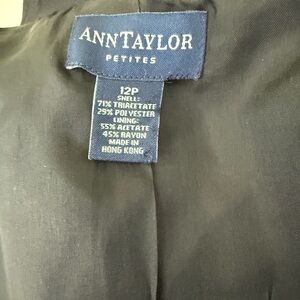 ANNTAYLOR
PETITES
12P
SHELL:
71% TRIACETATE
29% POLYESTER
LINING:
55% ACETATE
45% RAYON
MADE IN
HONG KONG